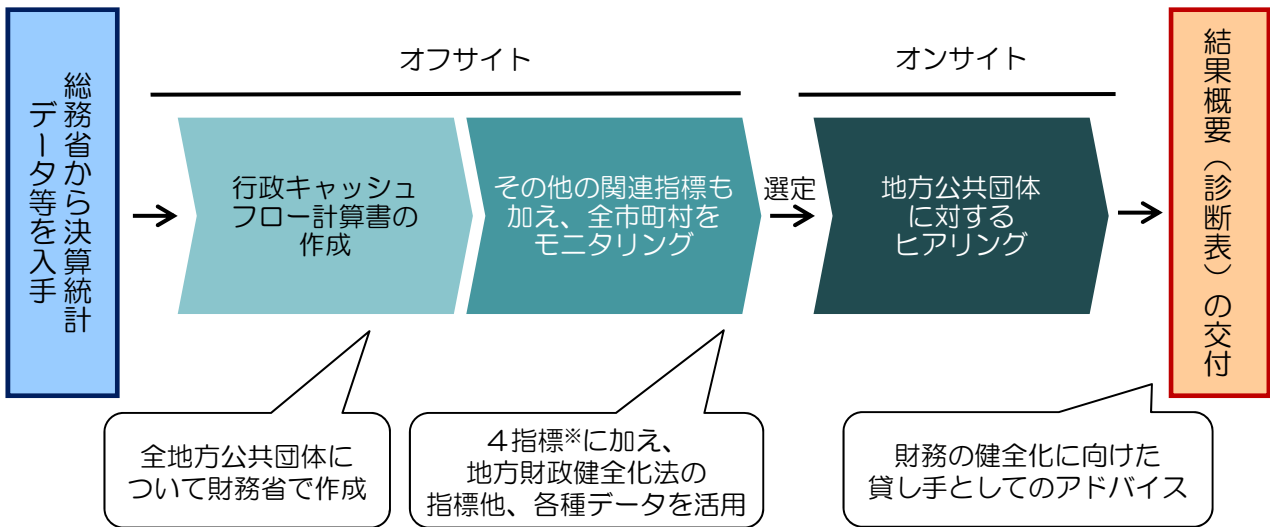 総務省から決算統計
データ等を入手
オフサイト
行政キャッシュ
フロー計算書の
作成
その他の関連指標も
加え、全市町村を
モニタリング
選定
オンサイト
地方公共団体
に対する
ヒアリング
結果概要（診断表）の交付
全地方公共団体に
ついて財務省で作成
４指標※に加え、
地方財政健全化法の
指標他、各種データを活用
財務の健全化に向けた
貸し手としてのアドバイス